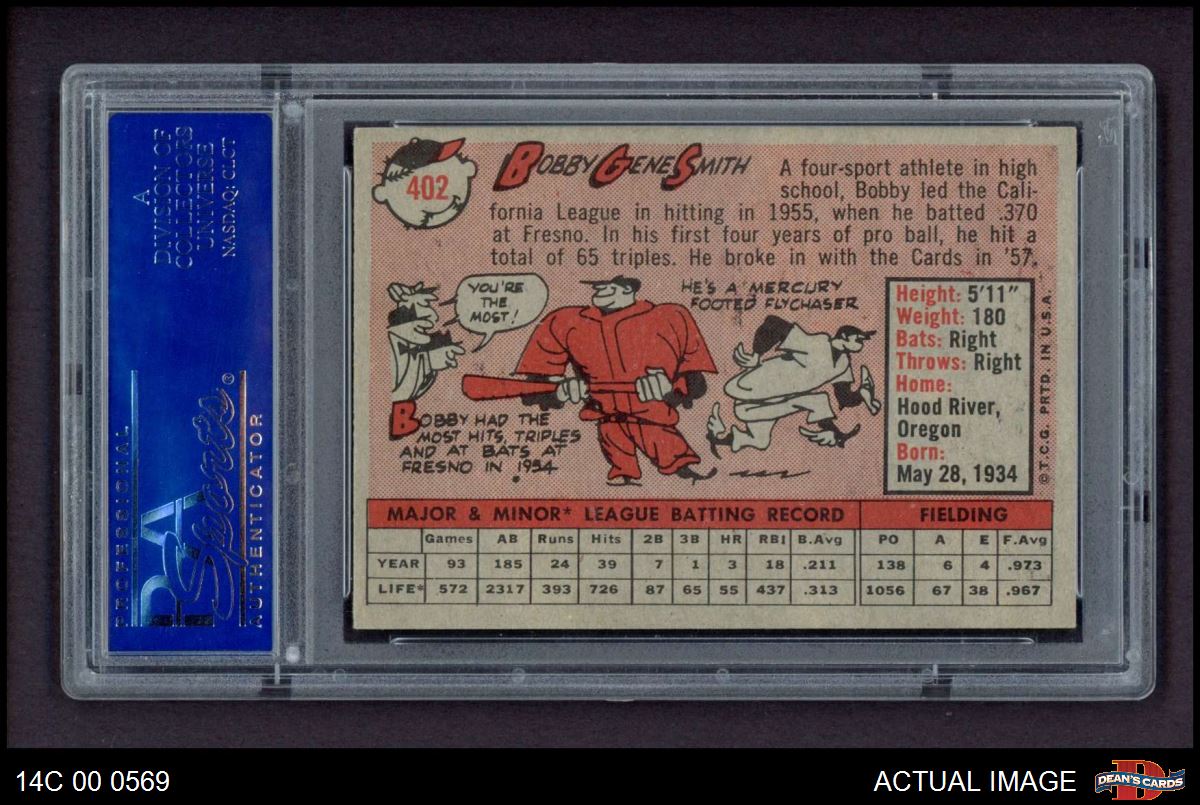 A
DIVISION OF
COLLECTORS
UNIVERSE
NASDAQ: CLCT
PROFESSIONAL
PSA
Sports®
AUTHENTICATOR
402
BOBBY GENE SMITH
A four-sport athlete in high
school, Bobby led the Cali-
fornia League in hitting in 1955, when he batted .370
at Fresno. In his first four years of pro ball, he hit a
total of 65 triples. He broke in with the Cards in '57.
YOU'RE
THE
MOST!
HE'S A MERCURY
FOOTED FLYCHASER
BOBBY HAD THE
MOST HITS, TRIPLES
AND AT BATS AT
FRESNO IN 1954.
Height: 5'11"
Weight: 180
Bats: Right
Throws: Right
Home:
Hood River,
Oregon
Born:
May 28, 1934
©T.C.G. PRTD. IN U.S.A.
MAJOR & MINOR* LEAGUE BATTING RECORD FIELDING
Games AB Runs Hits 2B 3B HR RBI B.Avg PO A E F.Avg
YEAR 93 185 24 39 7 1 3 18 .211 138 6 4 .973
LIFE* 572 2317 393 726 87 65 55 437 .313 1056 67 38 .967
14C 00 0569
ACTUAL IMAGE
DEAN'S CARDS